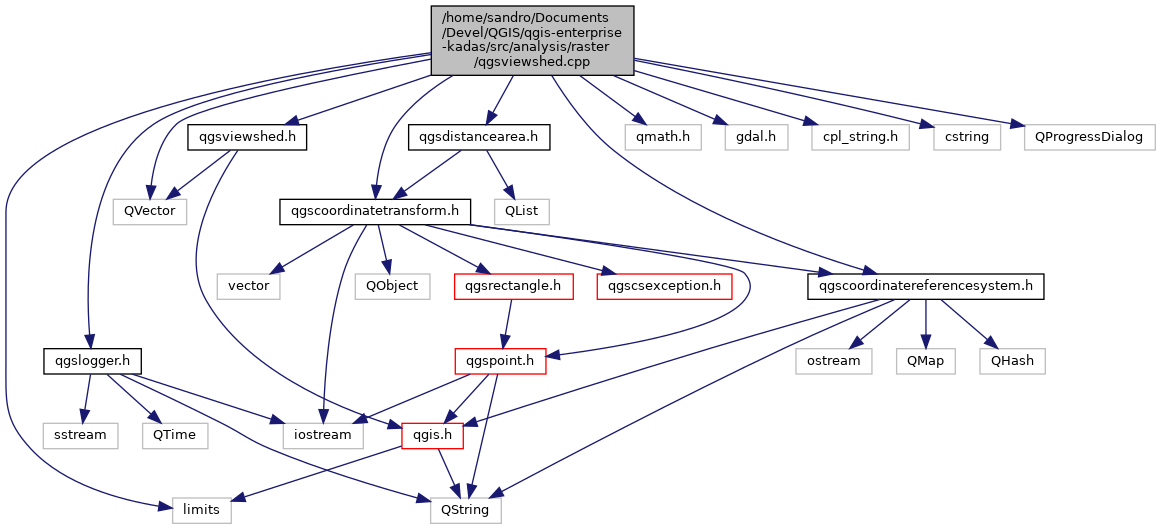 /home/sandro/Documents
/Devel/QGIS/qgis-enterprise
-kadas/src/analysis/raster
/qgsviewshed.cpp
qgsviewshed.h
qgsdistancearea.h
qmath.h
gdal.h
cpl_string.h
cstring
QProgressDialog
QVector
qgscoordinatetransform.h
QList
vector
QObject
qgsrectangle.h
qgscsexception.h
qgscoordinatereferencesystem.h
qgslogger.h
qgspoint.h
ostream
QMap
QHash
sstream
QTime
iostream
qgis.h
limits
QString